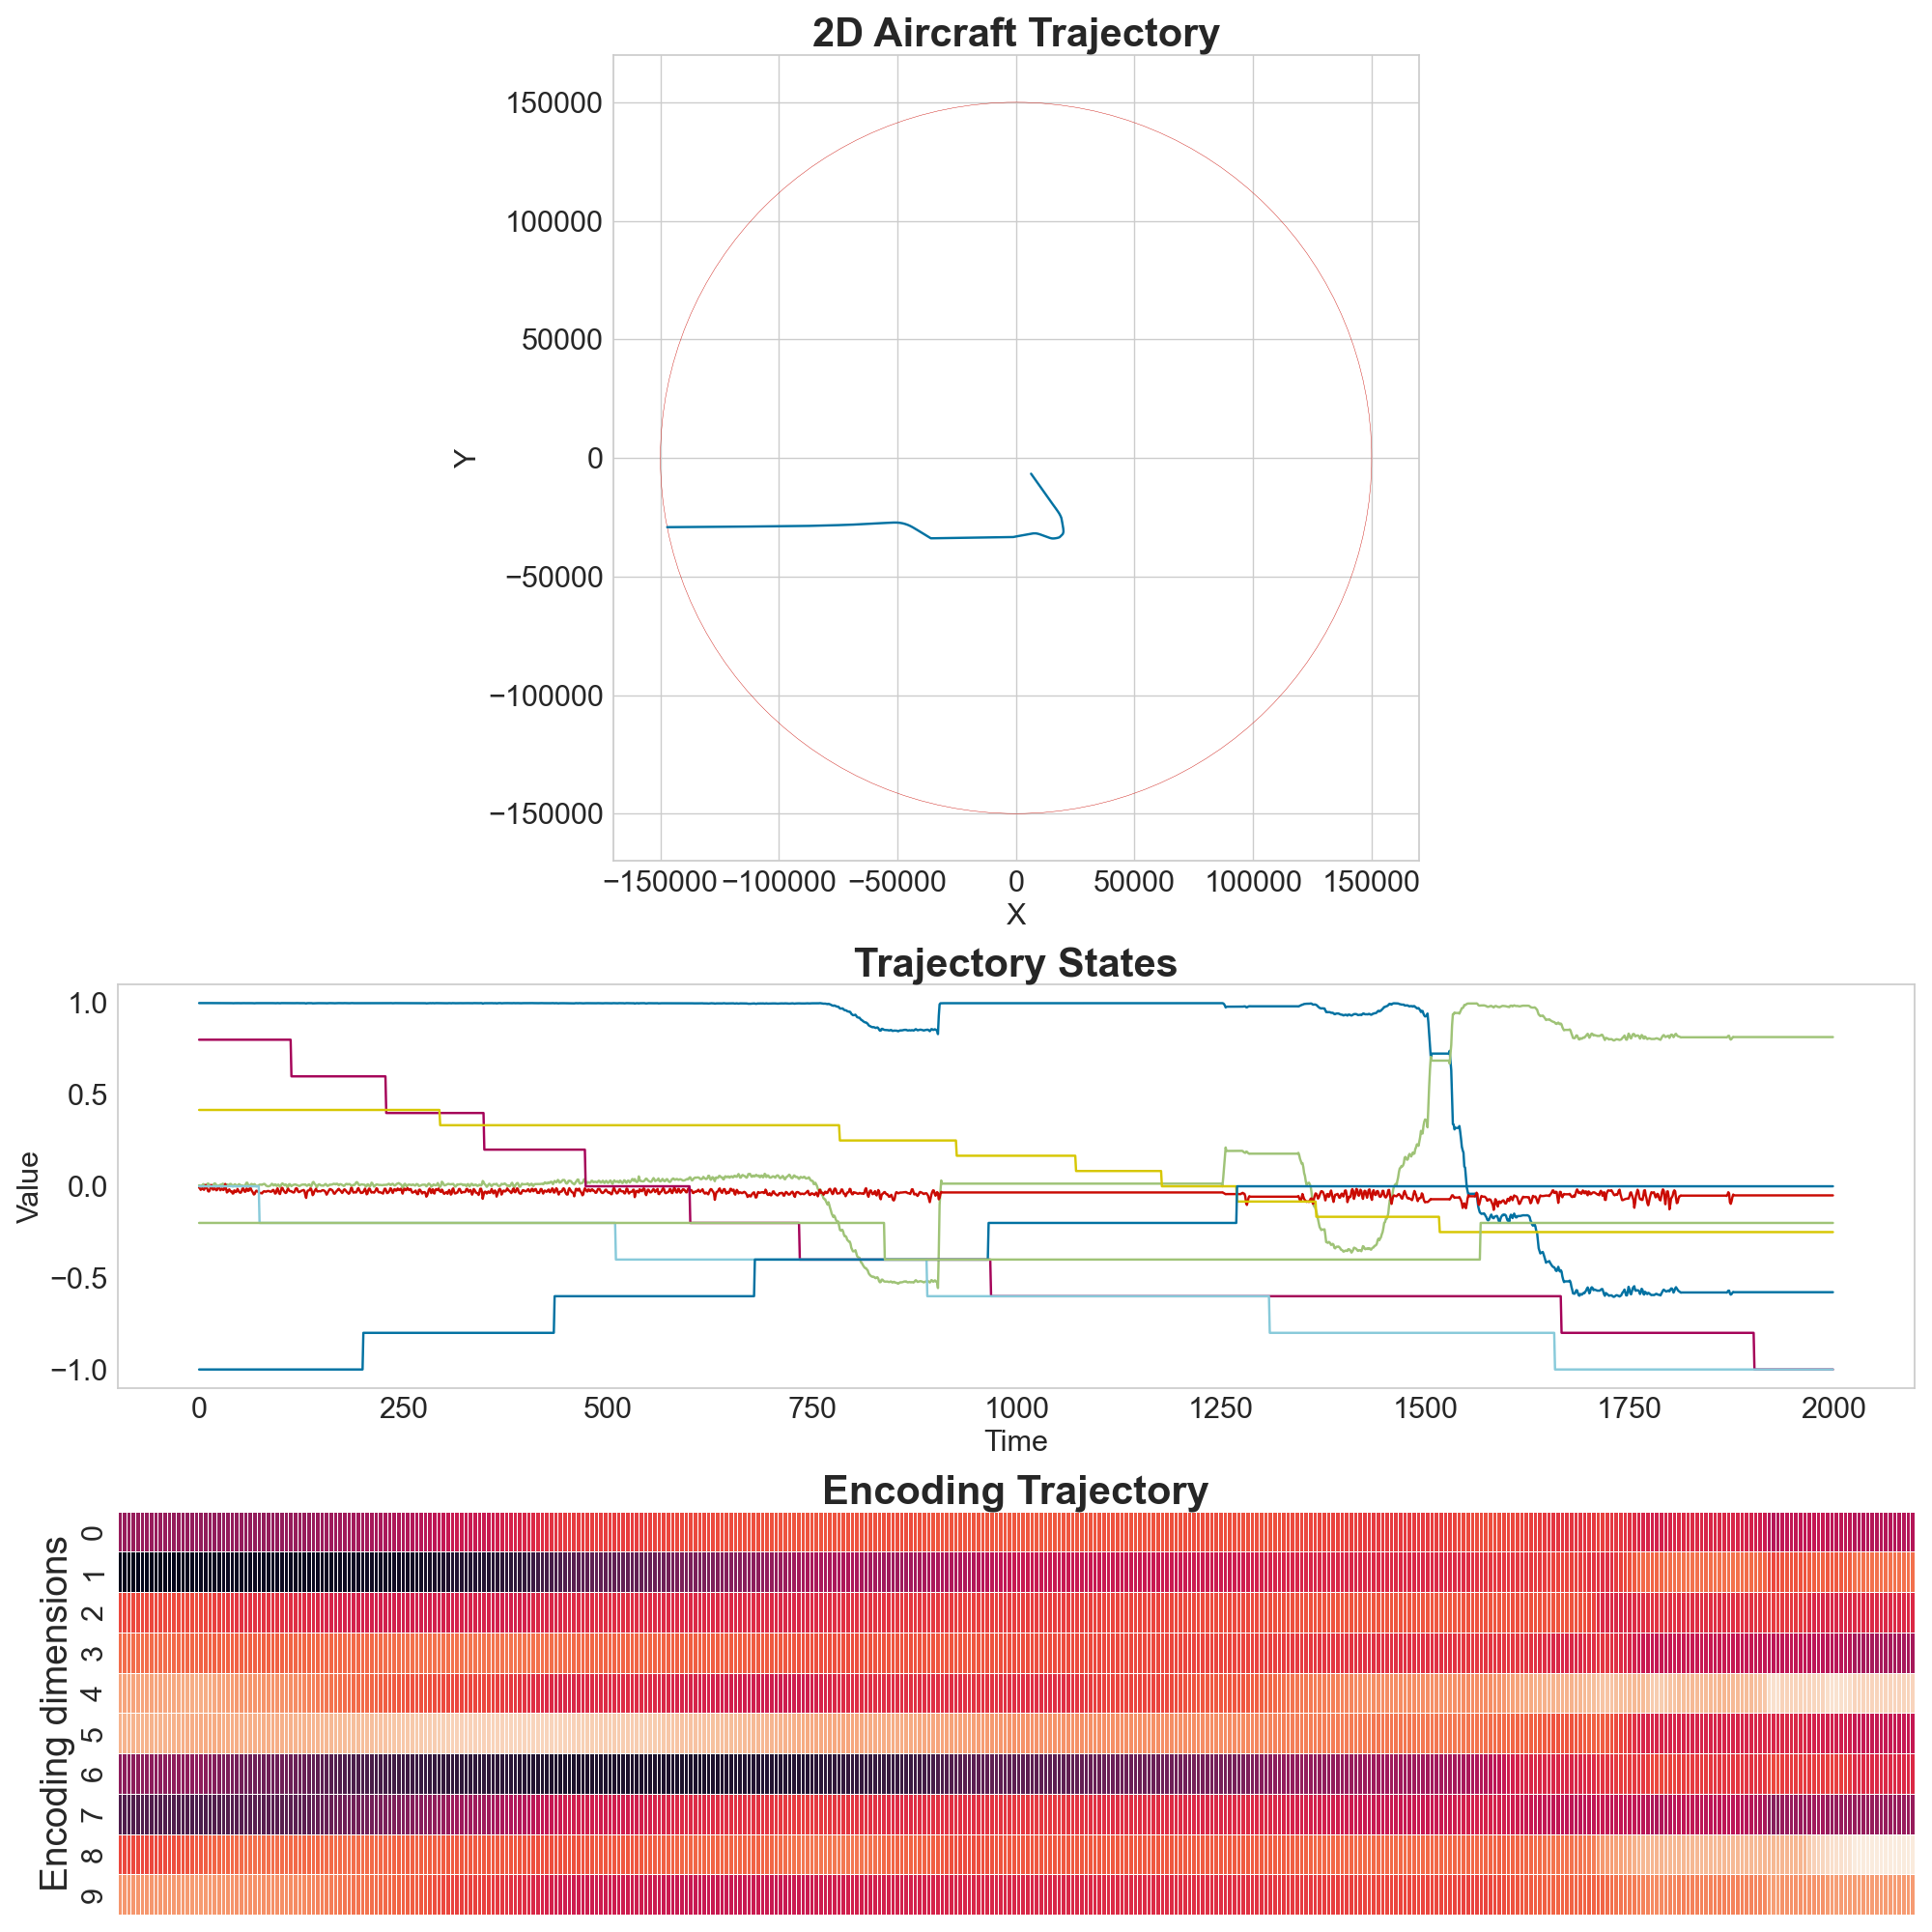 2D Aircraft Trajectory
150000
100000
50000
0
−50000
−100000
−150000
Y
−150000 −100000 −50000 0 50000 100000 150000
X
Trajectory States
1.0
0.5
0.0
−0.5
−1.0
Value
0 250 500 750 1000 1250 1500 1750 2000
Time
Encoding Trajectory
Encoding dimensions
0
1
2
3
4
5
6
7
8
9